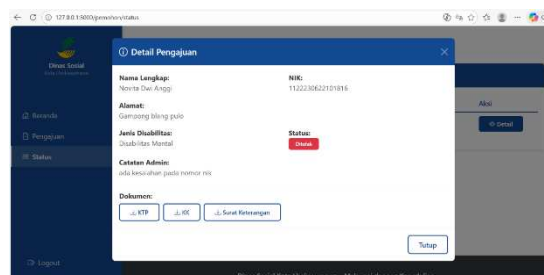 127.0.0.1:3000/pemohon/status
Dinas Sosial
Detail Pengajuan
Nama Lengkap:
NIK:
Novita Dwi Anggi
1122230622101816
Alamat:
Gampong blang pulo
Aksi
Beranda
Jenis Disabilitas:
Status:
Detail
Pengajuan
Disabilitas Mental
Ditolak
Status
Catatan Admin:
ada kesalahan pada nomor nik
Dokumen:
KTP
KK
Surat Keterangan
Tutup
Logout